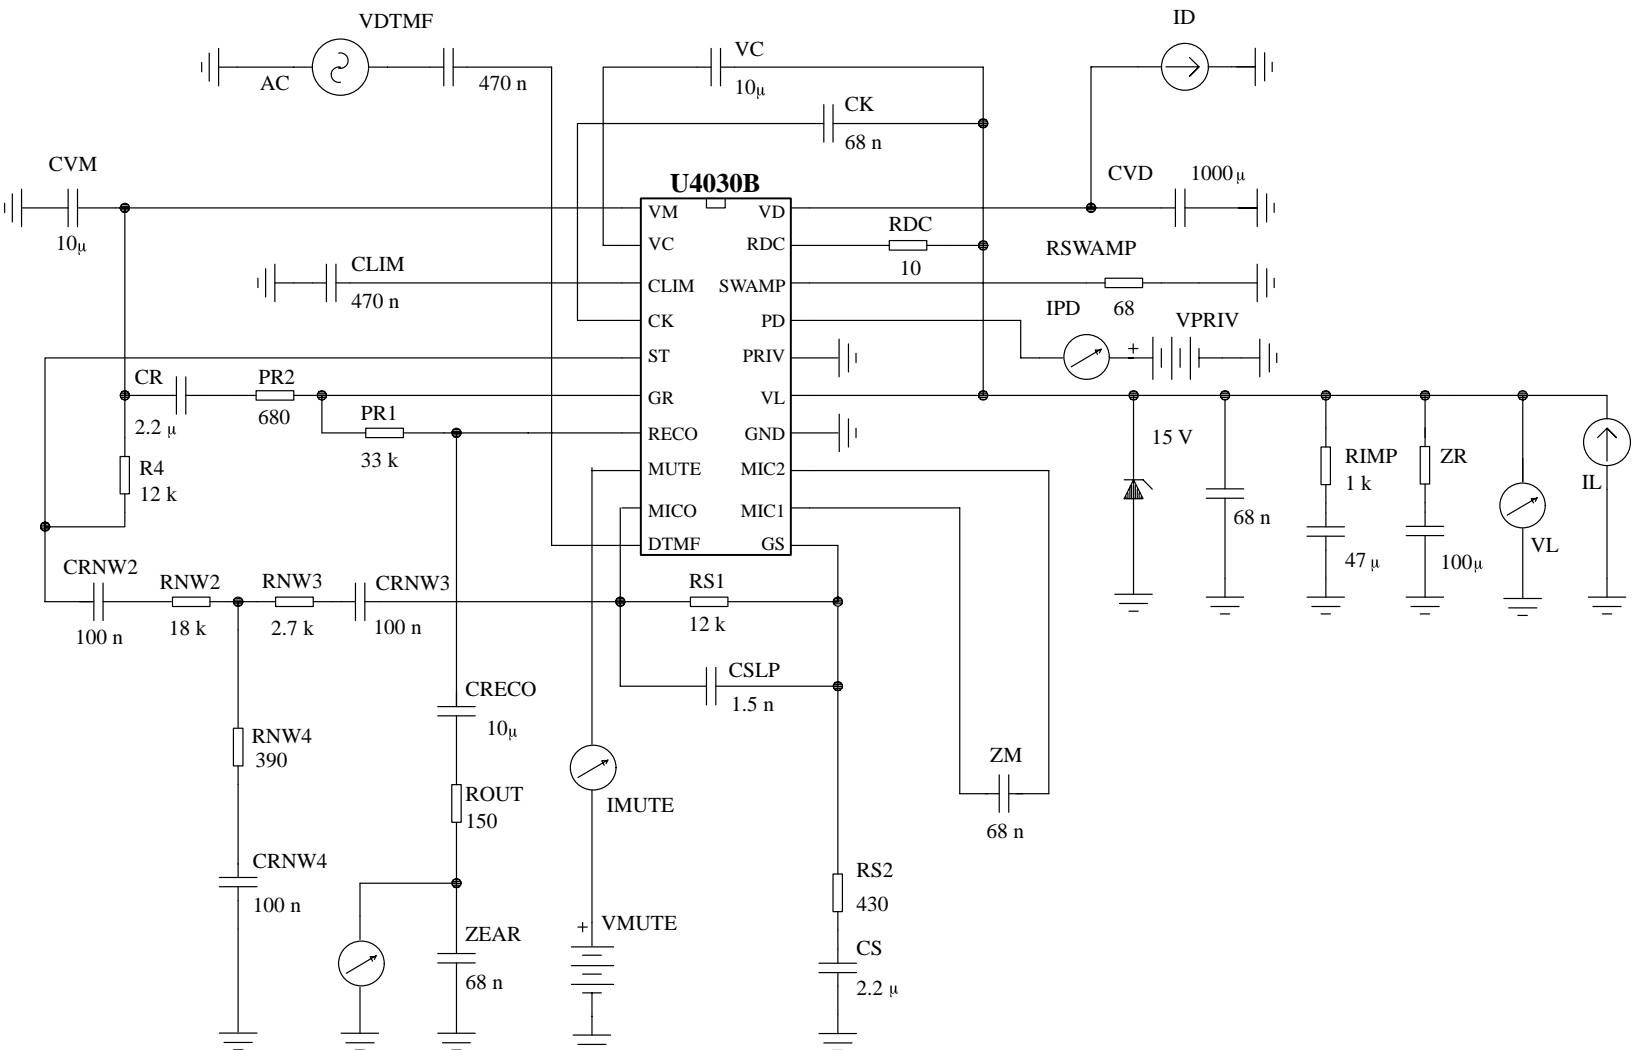 VDTMF
AC
470 n
VC
10µ
CK
68 n
ID
CVM
10µ
CVD
1000 µ
U4030B
VM
VC
CLIM
CK
ST
GR
RECO
MUTE
MICO
DTMF
VD
RDC
SWAMP
PD
PRIV
VL
GND
MIC2
MIC1
GS
RDC
10
RSWAMP
68
CLIM
470 n
IPD
+
VPRIV
CR
2.2 µ
PR2
680
PR1
33 k
R4
12 k
15 V
68 n
RIMP
1 k
47 µ
ZR
100µ
VL
IL
CRNW2
100 n
RNW2
18 k
RNW3
2.7 k
CRNW3
100 n
RS1
12 k
CSLP
1.5 n
RNW4
390
CRNW4
100 n
CRECO
10µ
ROUT
150
ZEAR
68 n
IMUTE
+
VMUTE
ZM
68 n
RS2
430
CS
2.2 µ